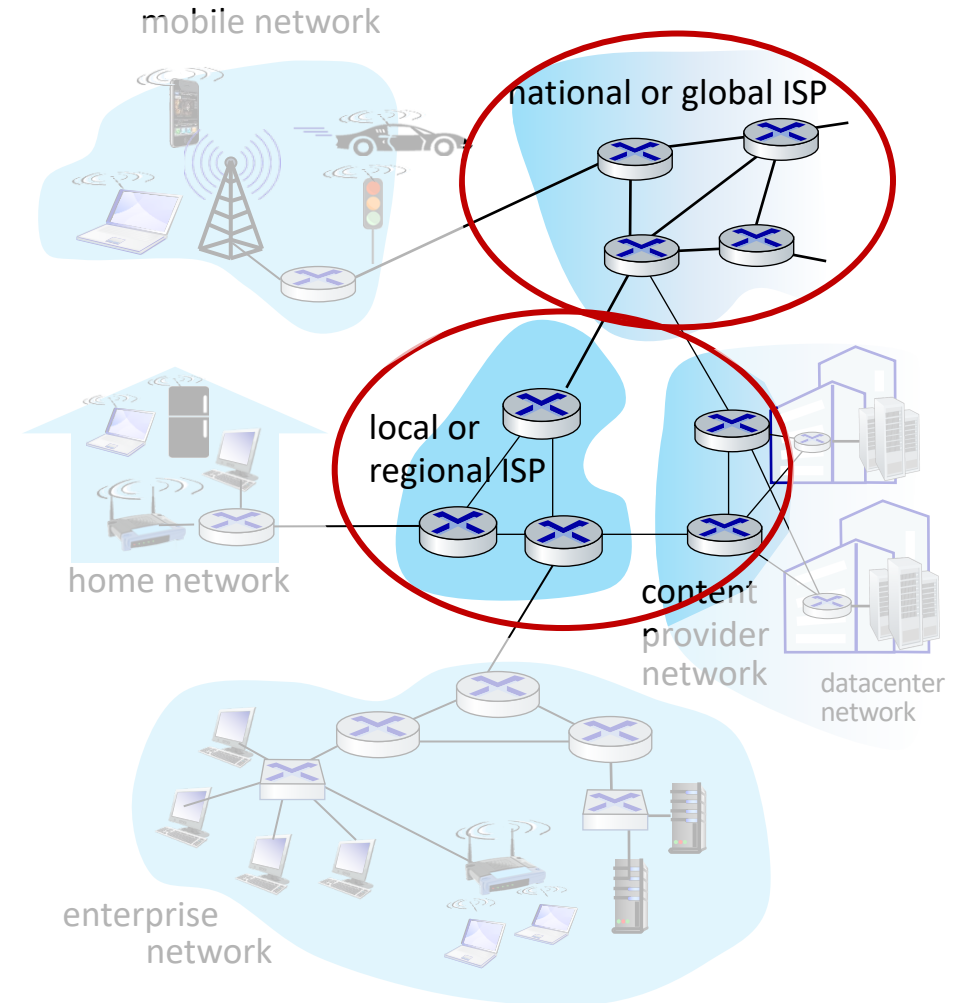 mobile network
national or global ISP
local or
regional ISP
home network
content
provider
network
datacenter
network
enterprise
network